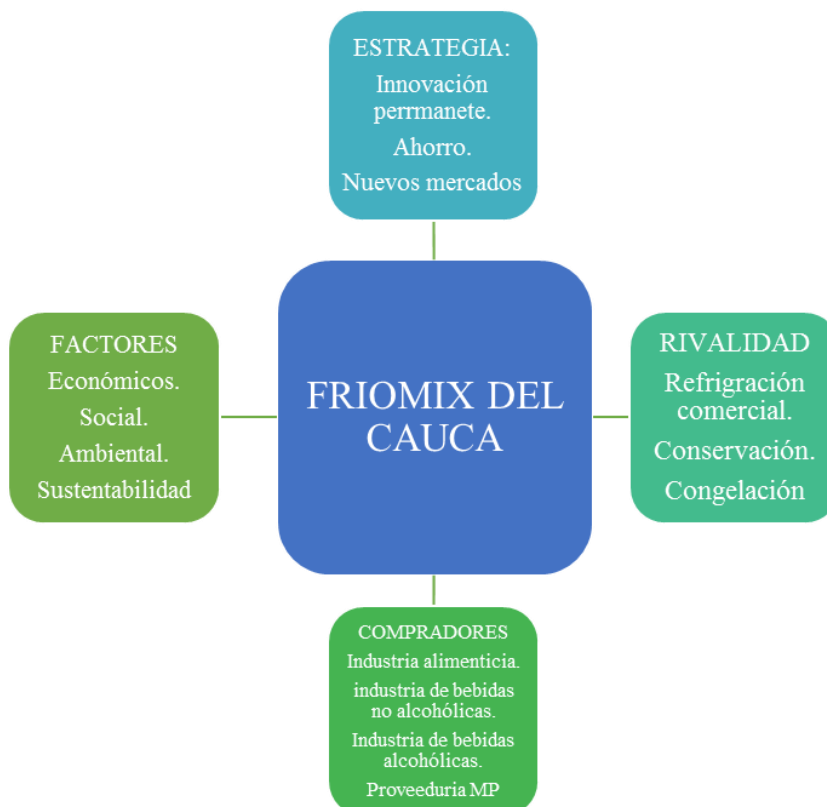 ESTRATEGIA:
Innovación
perrmanete.
Ahorro.
Nuevos mercados
FACTORES
Económicos.
Social.
Ambiental.
Sustentabilidad
FRIOMIX DEL
CAUCA
RIVALIDAD
Refrigración
comercial.
Conservación.
Congelación
COMPRADORES
Industria alimenticia.
industria de bebidas
no alcohólicas.
Industria de bebidas
alcohólicas.
Proveeduria MP